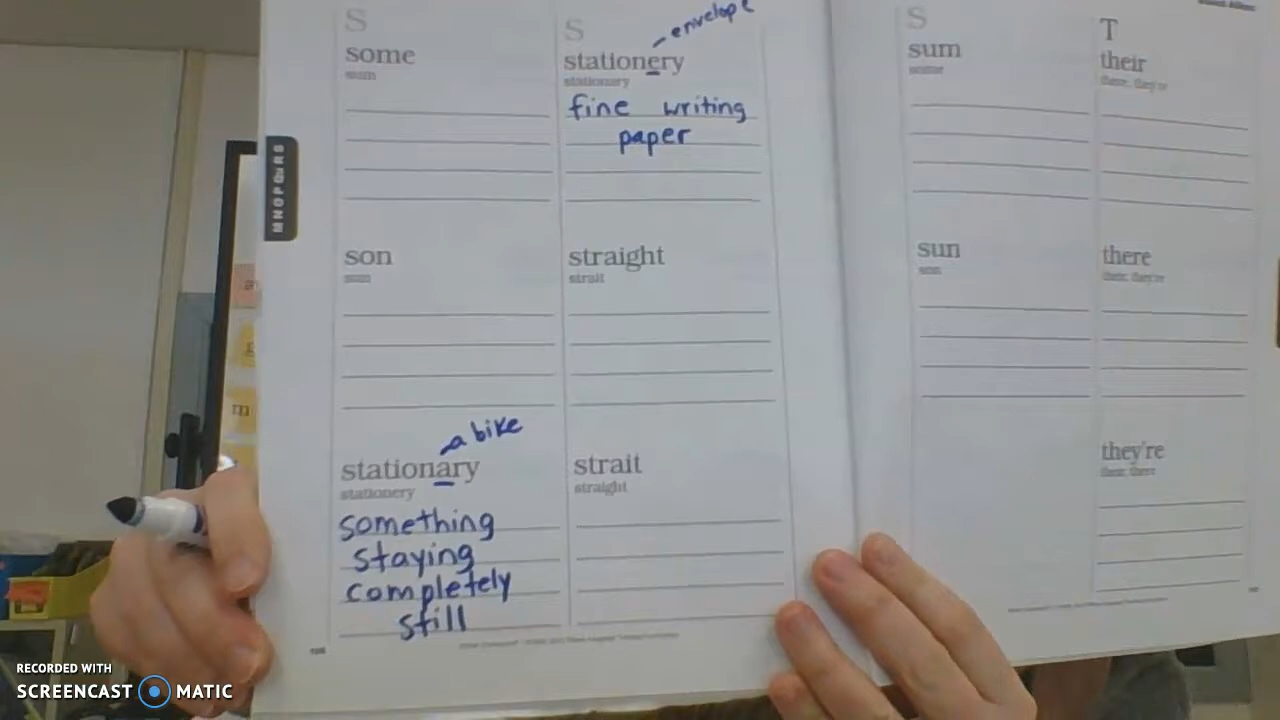 S
some
sum
son
sun
a bike
stationary
stationery
something
staying
completely
still
S
envelope
stationery
stationery
fine writing
paper
straight
strait
strait
straight
MNOPQuRS
S
sum
some
sun
son
T
their
there, they're
there
their, they're
they're
their, there
a
g
m
RECORDED WITH
SCREENCAST MATIC